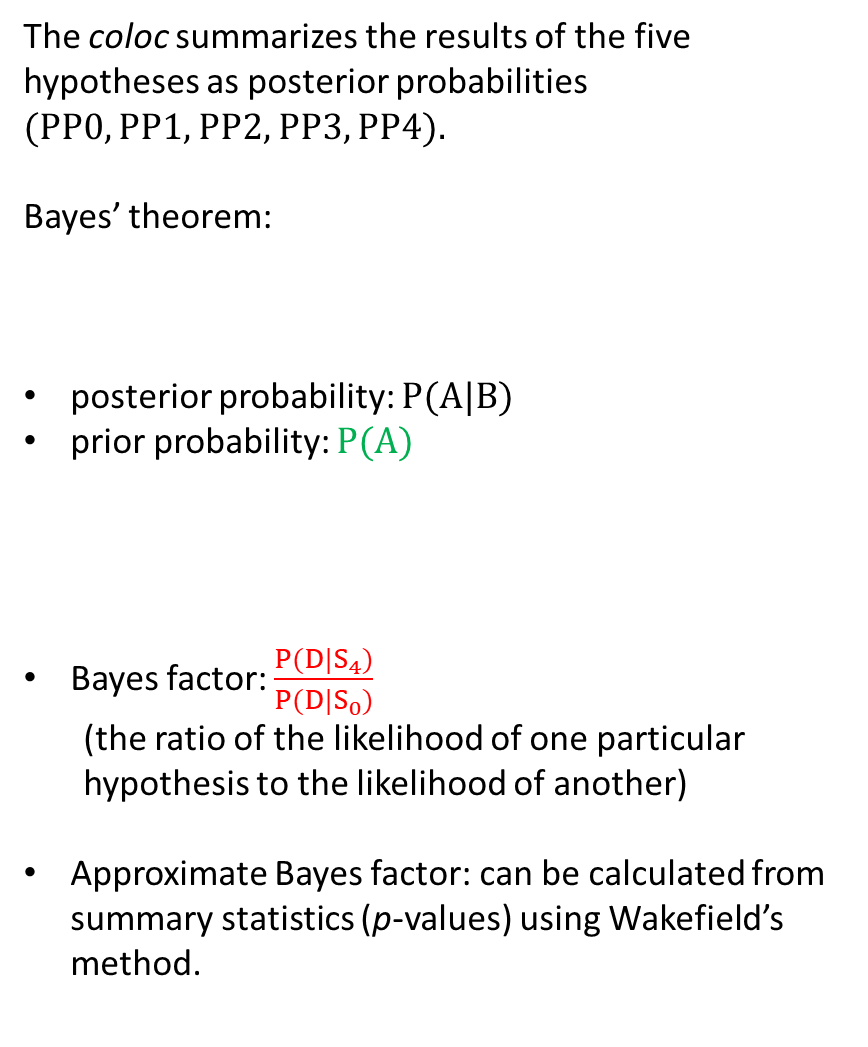 The coloc summarizes the results of the five
hypotheses as posterior probabilities
(PP0, PP1, PP2, PP3, PP4).
Bayes’ theorem:
• posterior probability: P(A|B)
• prior probability: P(A)
• Bayes factor: P(D|S₄)/P(D|S₀)
(the ratio of the likelihood of one particular
hypothesis to the likelihood of another)
• Approximate Bayes factor: can be calculated from
summary statistics (p-values) using Wakefield’s
method.